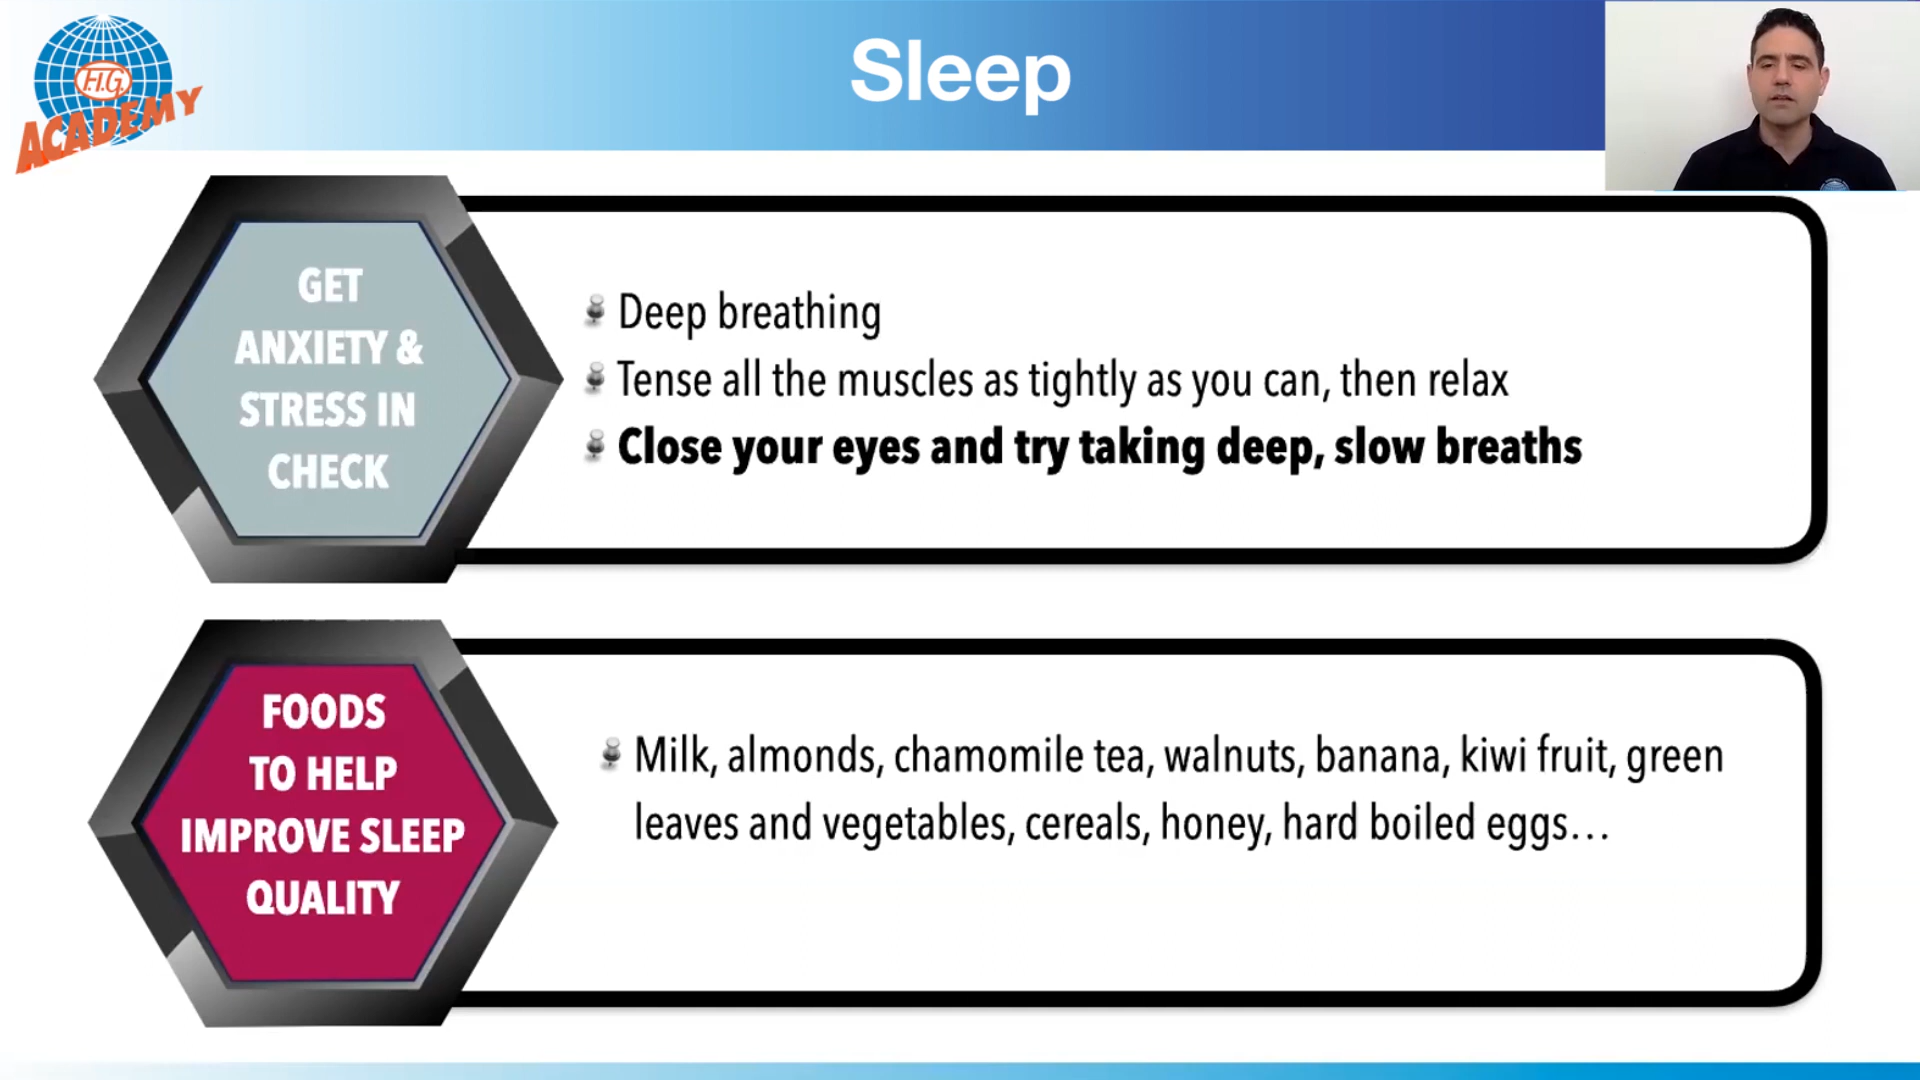 Sleep
F.I.G.
ACADEMY
GET
ANXIETY &
STRESS IN
CHECK
Deep breathing
Tense all the muscles as tightly as you can, then relax
Close your eyes and try taking deep, slow breaths
FOODS
TO HELP
IMPROVE SLEEP
QUALITY
Milk, almonds, chamomile tea, walnuts, banana, kiwi fruit, green
leaves and vegetables, cereals, honey, hard boiled eggs…